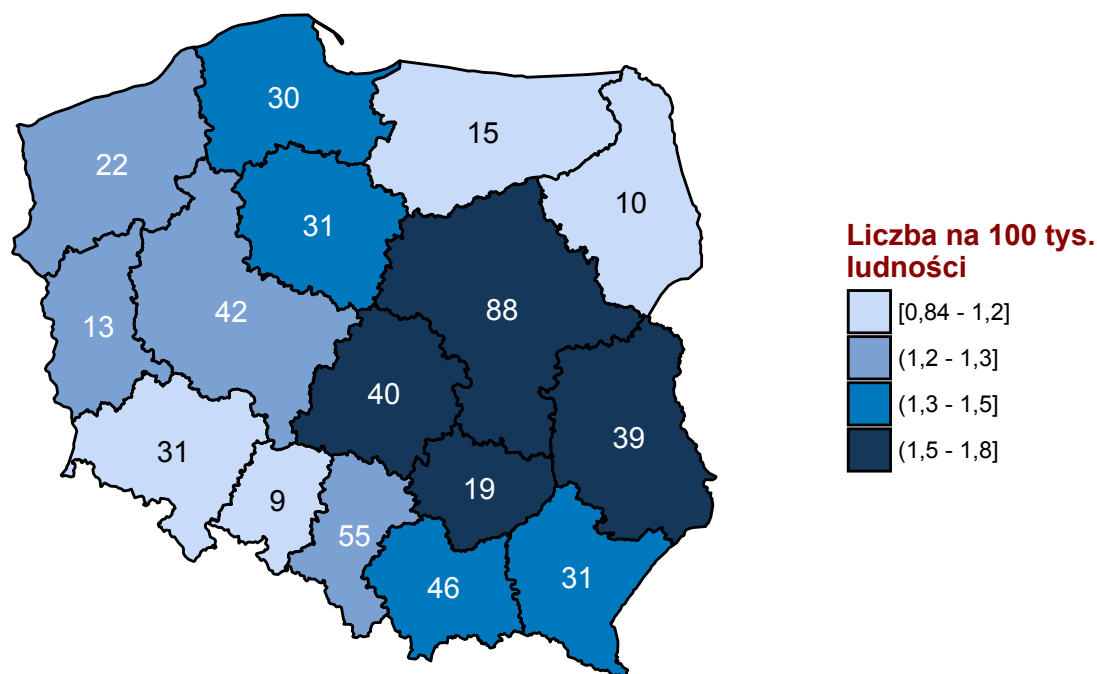 30
15
22
10
31
88
42
13
40
39
31
19
9
55
31
46
Liczba na 100 tys.
ludności
[0,84 - 1,2]
(1,2 - 1,3]
(1,3 - 1,5]
(1,5 - 1,8]